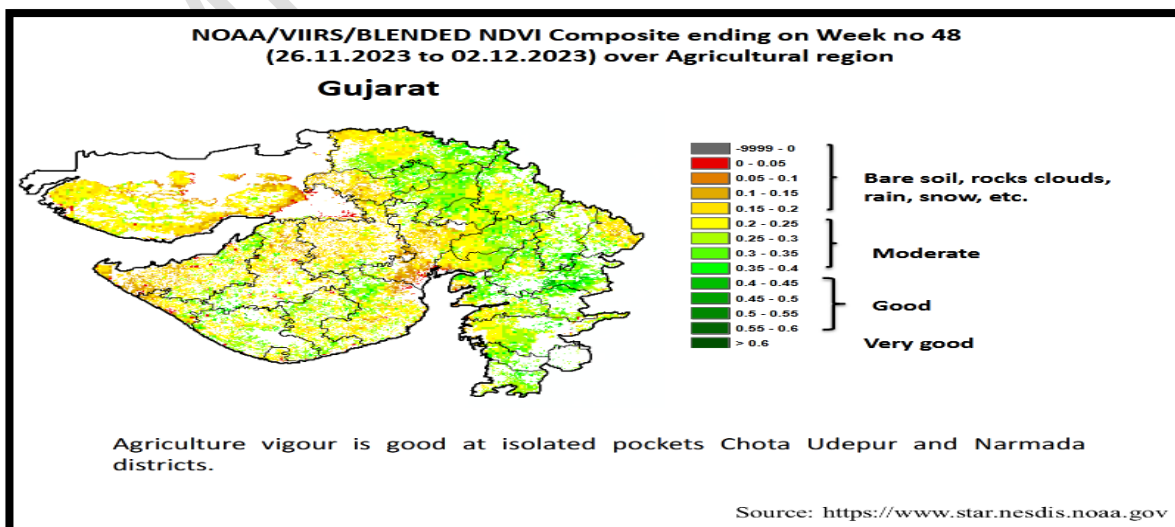 NOAA/VIIRS/BLENDED NDVI Composite ending on Week no 48
(26.11.2023 to 02.12.2023) over Agricultural region
Gujarat
-9999 - 0
0 - 0.05
0.05 - 0.1
0.1 - 0.15
0.15 - 0.2
0.2 - 0.25
0.25 - 0.3
0.3 - 0.35
0.35 - 0.4
0.4 - 0.45
0.45 - 0.5
0.5 - 0.55
0.55 - 0.6
> 0.6
Bare soil, rocks clouds,
rain, snow, etc.
Moderate
Good
Very good
Agriculture vigour is good at isolated pockets Chota Udepur and Narmada
districts.
Source: https://www.star.nesdis.noaa.gov